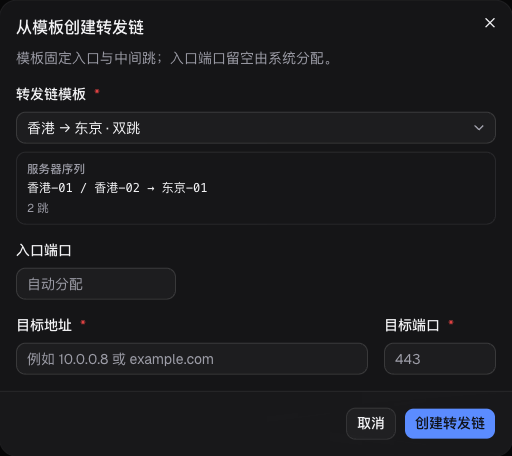 从模板创建转发链
模板固定入口与中间跳；入口端口留空由系统分配。
转发链模板 *
香港 → 东京 · 双跳
服务器序列
香港-01 / 香港-02 → 东京-01
2 跳
入口端口
自动分配
目标地址 *
目标端口 *
例如 10.0.0.8 或 example.com
443
取消
创建转发链